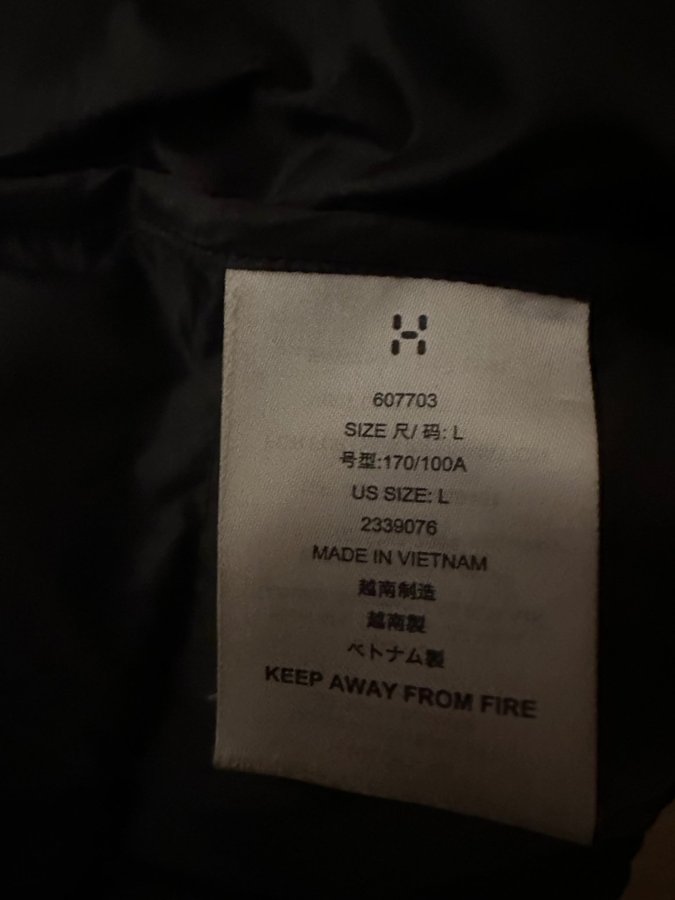 607703
SIZE 尺/ 码: L
号型:170/100A
US SIZE: L
2339076
MADE IN VIETNAM
越南制造
越南製
ベトナム製
KEEP AWAY FROM FIRE